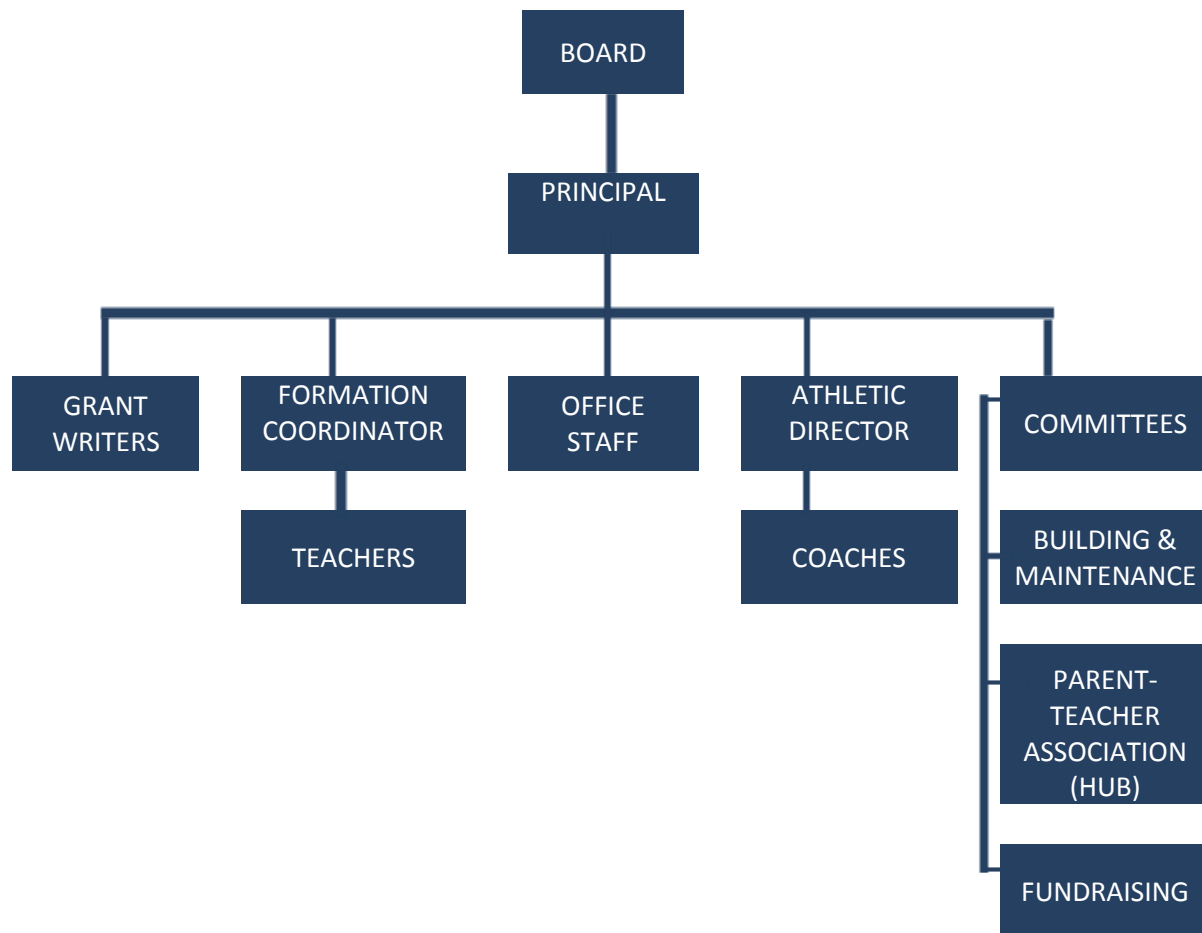 BOARD
PRINCIPAL
GRANT
WRITERS
FORMATION
COORDINATOR
OFFICE
STAFF
ATHLETIC
DIRECTOR
COMMITTEES
TEACHERS
COACHES
BUILDING &
MAINTENANCE
PARENT-
TEACHER
ASSOCIATION
(HUB)
FUNDRAISING